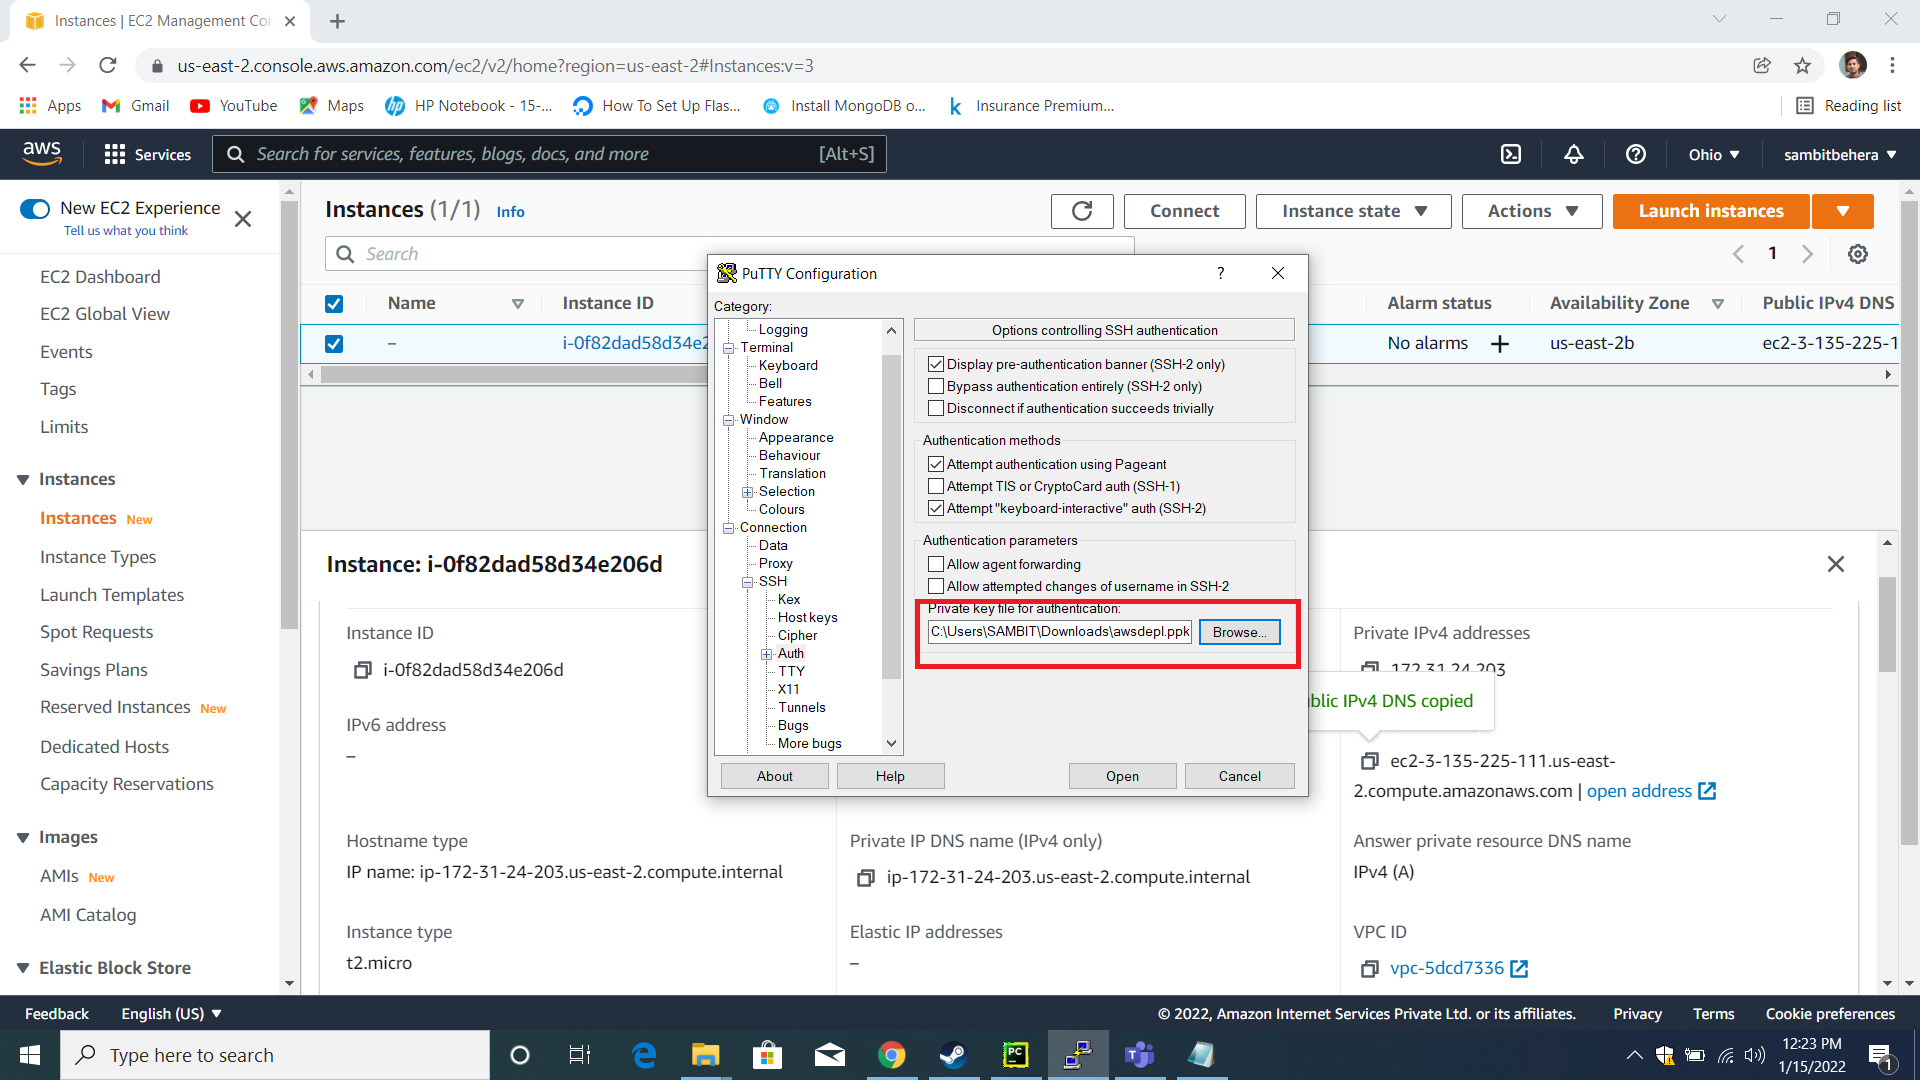 Instances | EC2 Management Con
us-east-2.console.aws.amazon.com/ec2/v2/home?region=us-east-2#Instances:v=3
Apps Gmail YouTube Maps HP Notebook - 15-... How To Set Up Flas... Install MongoDB o... Insurance Premium... Reading list
aws Services Search for services, features, blogs, docs, and more [Alt+S] Ohio sambitbehera
New EC2 Experience
Tell us what you think
EC2 Dashboard
EC2 Global View
Events
Tags
Limits
Instances
Instances New
Instance Types
Launch Templates
Spot Requests
Savings Plans
Reserved Instances New
Dedicated Hosts
Capacity Reservations
Images
AMIs New
AMI Catalog
Elastic Block Store
Instances (1/1) Info
Connect Instance state Actions Launch instances
Search
1
Name Instance ID Alarm status Availability Zone Public IPv4 DNS
– i-0f82dad58d34e2 No alarms us-east-2b ec2-3-135-225-1
PuTTY Configuration ?
Category:
Logging
Terminal
Keyboard
Bell
Features
Window
Appearance
Behaviour
Translation
Selection
Colours
Connection
Data
Proxy
SSH
Kex
Host keys
Cipher
Auth
TTY
X11
Tunnels
Bugs
More bugs
Options controlling SSH authentication
Display pre-authentication banner (SSH-2 only)
Bypass authentication entirely (SSH-2 only)
Disconnect if authentication succeeds trivially
Authentication methods
Attempt authentication using Pageant
Attempt TIS or CryptoCard auth (SSH-1)
Attempt "keyboard-interactive" auth (SSH-2)
Authentication parameters
Allow agent forwarding
Allow attempted changes of username in SSH-2
Private key file for authentication:
C:\Users\SAMBIT\Downloads\awsdepl.ppk Browse...
About Help Open Cancel
Instance: i-0f82dad58d34e206d
Instance ID
i-0f82dad58d34e206d
IPv6 address
–
Hostname type
IP name: ip-172-31-24-203.us-east-2.compute.internal
Instance type
t2.micro
Private IP DNS name (IPv4 only)
ip-172-31-24-203.us-east-2.compute.internal
Elastic IP addresses
–
Private IPv4 addresses
172.31.24.203
blic IPv4 DNS copied
ec2-3-135-225-111.us-east-
2.compute.amazonaws.com | open address
Answer private resource DNS name
IPv4 (A)
VPC ID
vpc-5dcd7336
Feedback English (US) © 2022, Amazon Internet Services Private Ltd. or its affiliates. Privacy Terms Cookie preferences
Type here to search
12:23 PM
1/15/2022
1